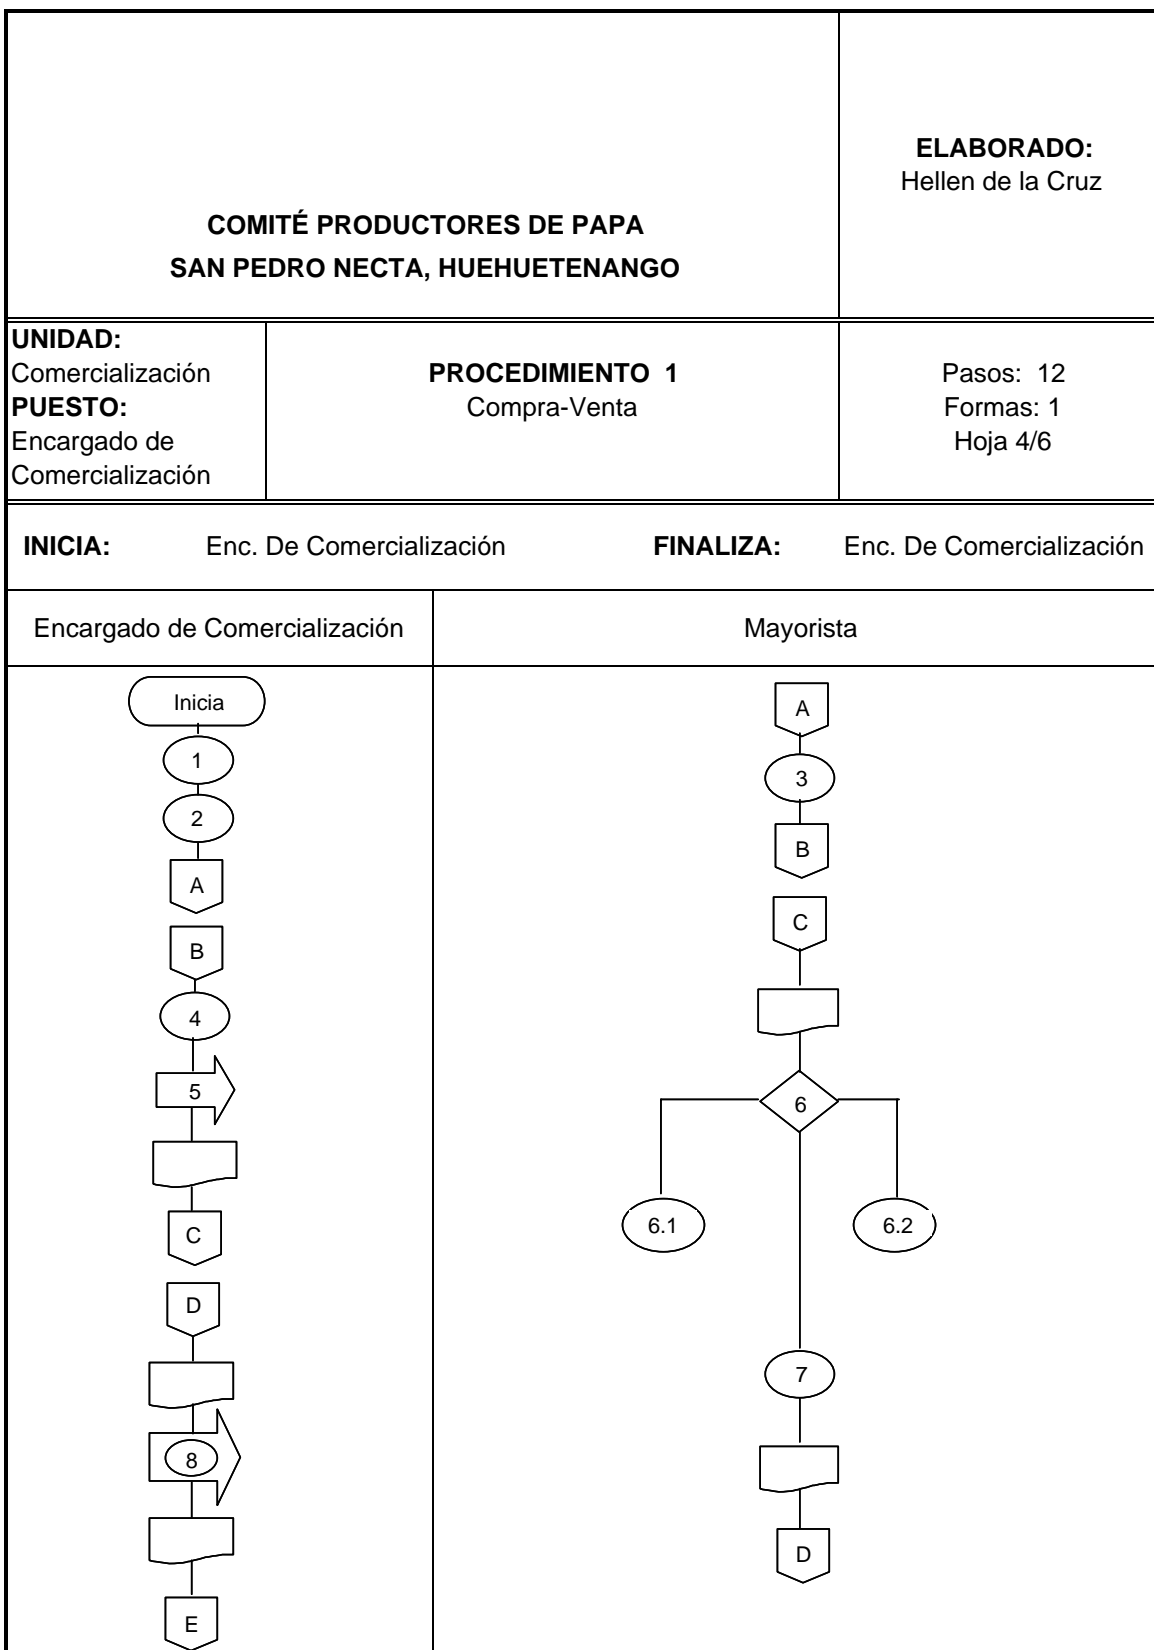 ELABORADO:
Hellen de la Cruz
COMITÉ PRODUCTORES DE PAPA
SAN PEDRO NECTA, HUEHUETENANGO
UNIDAD:
Comercialización
PUESTO:
Encargado de
Comercialización
PROCEDIMIENTO 1
Compra-Venta
Pasos: 12
Formas: 1
Hoja 4/6
INICIA: Enc. De Comercialización FINALIZA: Enc. De Comercialización
Encargado de Comercialización
Mayorista
Inicia
1
2
A
B
4
5
C
D
8
E
A
3
B
C
6
6.1
6.2
7
D